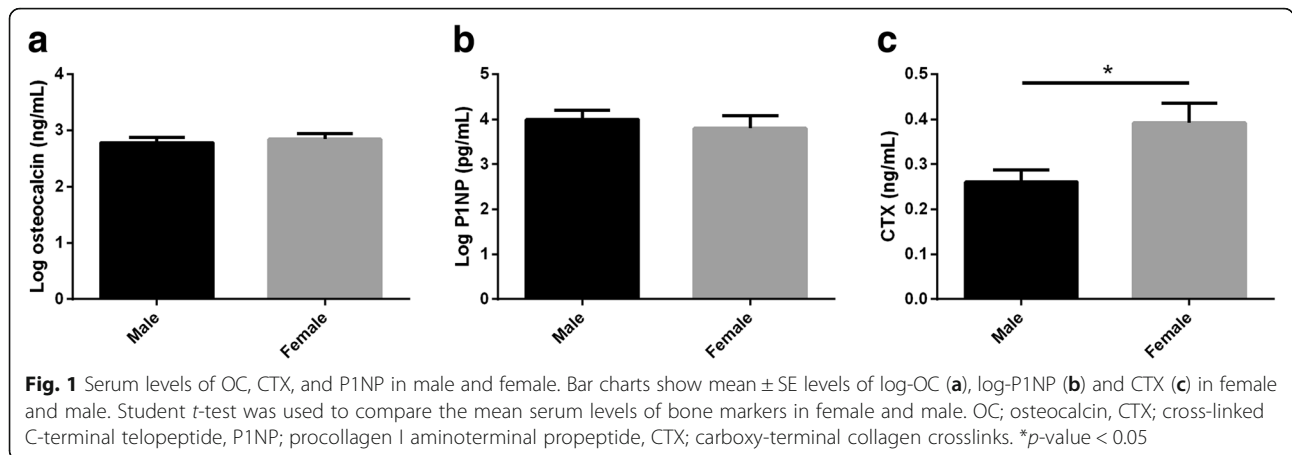 a
Log osteocalcin (ng/mL)
4
3
2
1
0
Male
Female
b
Log P1NP (pg/mL)
5
4
3
2
1
0
Male
Female
c
CTX (ng/mL)
0.5
0.4
0.3
0.2
0.1
0.0
*
Male
Female
Fig. 1 Serum levels of OC, CTX, and P1NP in male and female. Bar charts show mean ± SE levels of log-OC (a), log-P1NP (b) and CTX (c) in female
and male. Student t-test was used to compare the mean serum levels of bone markers in female and male. OC; osteocalcin, CTX; cross-linked
C-terminal telopeptide, P1NP; procollagen I aminoterminal propeptide, CTX; carboxy-terminal collagen crosslinks. *p-value < 0.05